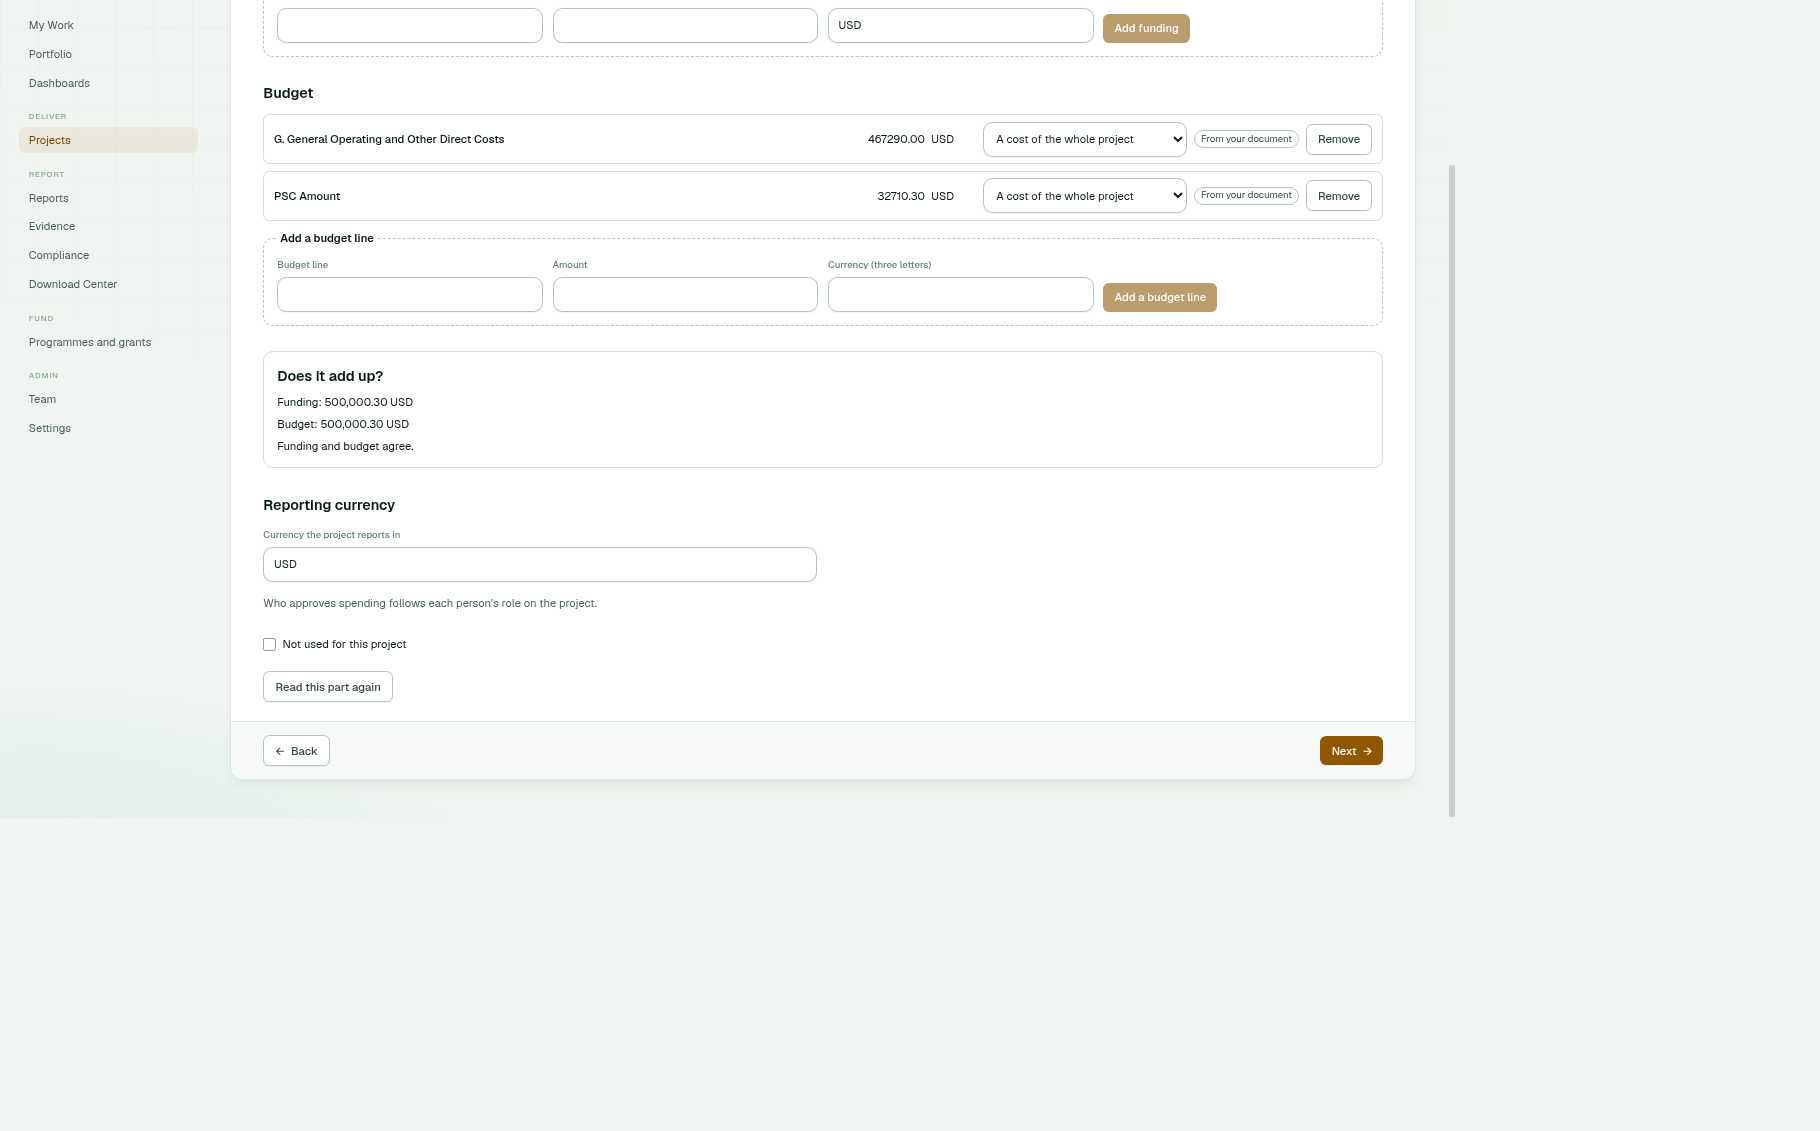 My Work
Portfolio
Dashboards
DELIVER
Projects
REPORT
Reports
Evidence
Compliance
Download Center
FUND
Programmes and grants
ADMIN
Team
Settings
USD Add funding
Budget
G. General Operating and Other Direct Costs 467290.00 USD A cost of the whole project From your document Remove
PSC Amount 32710.30 USD A cost of the whole project From your document Remove
Add a budget line
Budget line Amount Currency (three letters)
Add a budget line
Does it add up?
Funding: 500,000.30 USD
Budget: 500,000.30 USD
Funding and budget agree.
Reporting currency
Currency the project reports in
USD
Who approves spending follows each person's role on the project.
Not used for this project
Read this part again
← Back Next →